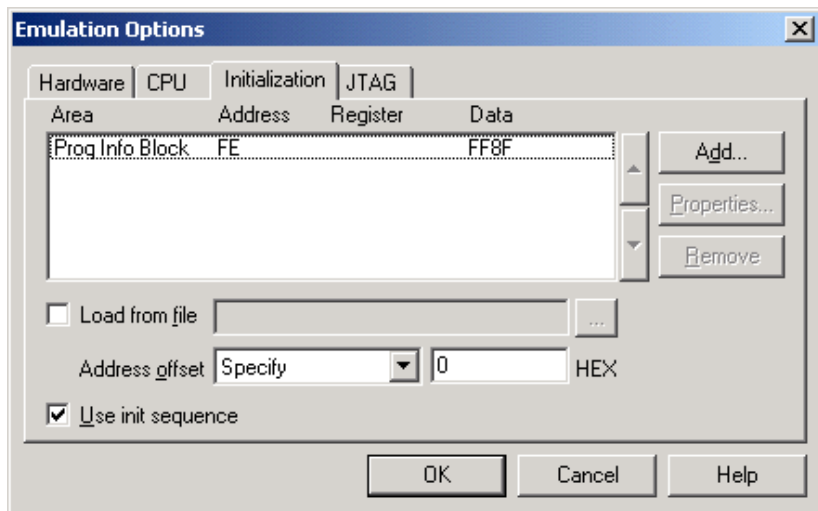 Emulation Options
Hardware CPU Initialization JTAG
Area Address Register Data
Prog Info Block FE FF8F
Add...
Properties...
Remove
Load from file ...
Address offset Specify 0 HEX
Use init sequence
OK Cancel Help